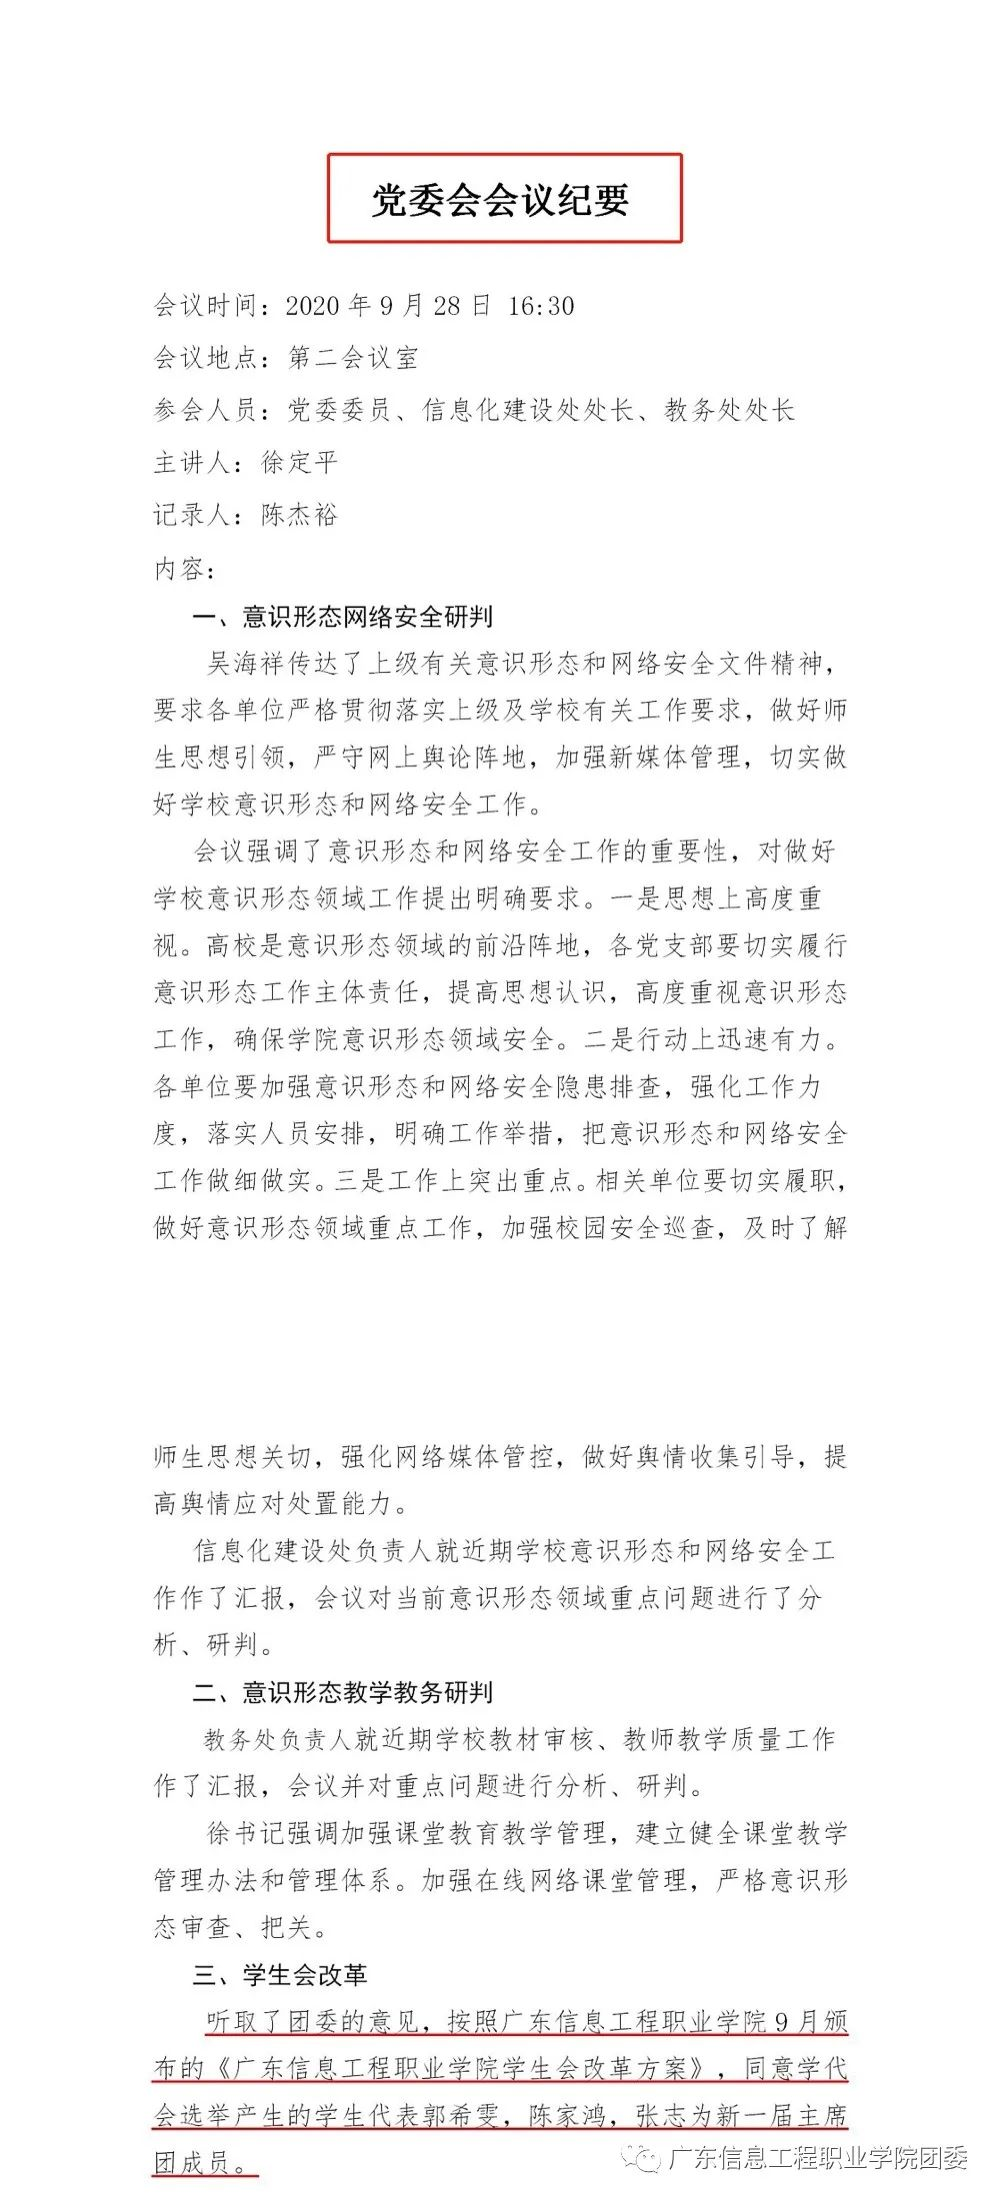 党委会会议纪要
会议时间：2020年9月28日 16:30
会议地点：第二会议室
参会人员：党委委员、信息化建设处处长、教务处处长
主讲人：徐定平
记录人：陈杰裕
内容：
一、意识形态网络安全研判
吴海祥传达了上级有关意识形态和网络安全文件精神，
要求各单位严格贯彻落实上级及学校有关工作要求，做好师
生思想引领，严守网上舆论阵地，加强新媒体管理，切实做
好学校意识形态和网络安全工作。
会议强调了意识形态和网络安全工作的重要性，对做好
学校意识形态领域工作提出明确要求。一是思想上高度重
视。高校是意识形态领域的前沿阵地，各党支部要切实履行
意识形态工作主体责任，提高思想认识，高度重视意识形态
工作，确保学院意识形态领域安全。二是行动上迅速有力。
各单位要加强意识形态和网络安全隐患排查，强化工作力
度，落实人员安排，明确工作举措，把意识形态和网络安全
工作做细做实。三是工作上突出重点。相关单位要切实履职，
做好意识形态领域重点工作，加强校园安全巡查，及时了解
师生思想关切，强化网络媒体管控，做好舆情收集引导，提
高舆情应对处置能力。
信息化建设处负责人就近期学校意识形态和网络安全工
作作了汇报，会议对当前意识形态领域重点问题进行了分
析、研判。
二、意识形态教学教务研判
教务处负责人就近期学校教材审核、教师教学质量工作
作了汇报，会议并对重点问题进行分析、研判。
徐书记强调加强课堂教育教学管理，建立健全课堂教学
管理办法和管理体系。加强在线网络课堂管理，严格意识形
态审查、把关。
三、学生会改革
听取了团委的意见，按照广东信息工程职业学院9月颁
布的《广东信息工程职业学院学生会改革方案》，同意学代
会选举产生的学生代表郭希雯，陈家鸿，张志为新一届主席
团成员。
广东信息工程职业学院团委